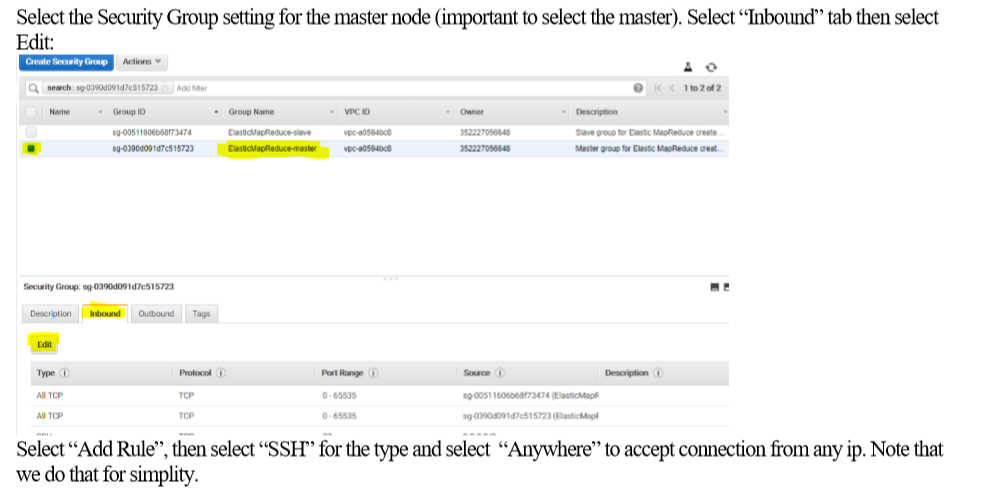 Select the Security Group setting for the master node (important to select the master). Select “Inbound” tab then select
Edit:
Create Security Group Actions
search : sg-0390d091d7c515723 Add filter 1 to 2 of 2
Name Group ID Group Name VPC ID Owner Description
sg-00511606b68f73474 ElasticMapReduce-slave vpc-a0594bc8 352227056648 Slave group for Elastic MapReduce create...
sg-0390d091d7c515723 ElasticMapReduce-master vpc-a0594bc8 352227056648 Master group for Elastic MapReduce creat...
Security Group: sg-0390d091d7c515723
Description Inbound Outbound Tags
Edit
Type Protocol Port Range Source Description
All TCP TCP 0 - 65535 sg-00511606b68f73474 (ElasticMapR
All TCP TCP 0 - 65535 sg-0390d091d7c515723 (ElasticMapR
Select “Add Rule”, then select “SSH” for the type and select “Anywhere” to accept connection from any ip. Note that
we do that for simplity.